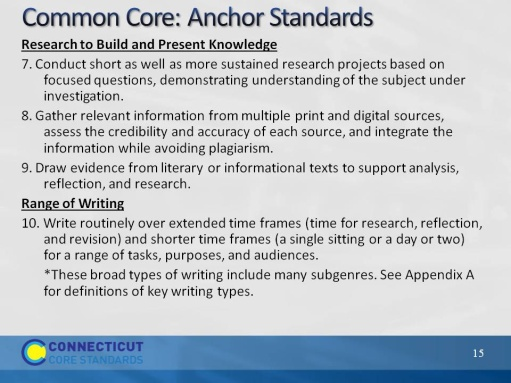 Common Core: Anchor Standards
Research to Build and Present Knowledge
7. Conduct short as well as more sustained research projects based on
focused questions, demonstrating understanding of the subject under
investigation.
8. Gather relevant information from multiple print and digital sources,
assess the credibility and accuracy of each source, and integrate the
information while avoiding plagiarism.
9. Draw evidence from literary or informational texts to support analysis,
reflection, and research.
Range of Writing
10. Write routinely over extended time frames (time for research, reflection,
and revision) and shorter time frames (a single sitting or a day or two)
for a range of tasks, purposes, and audiences.
*These broad types of writing include many subgenres. See Appendix A
for definitions of key writing types.
CONNECTICUT
CORE STANDARDS
15